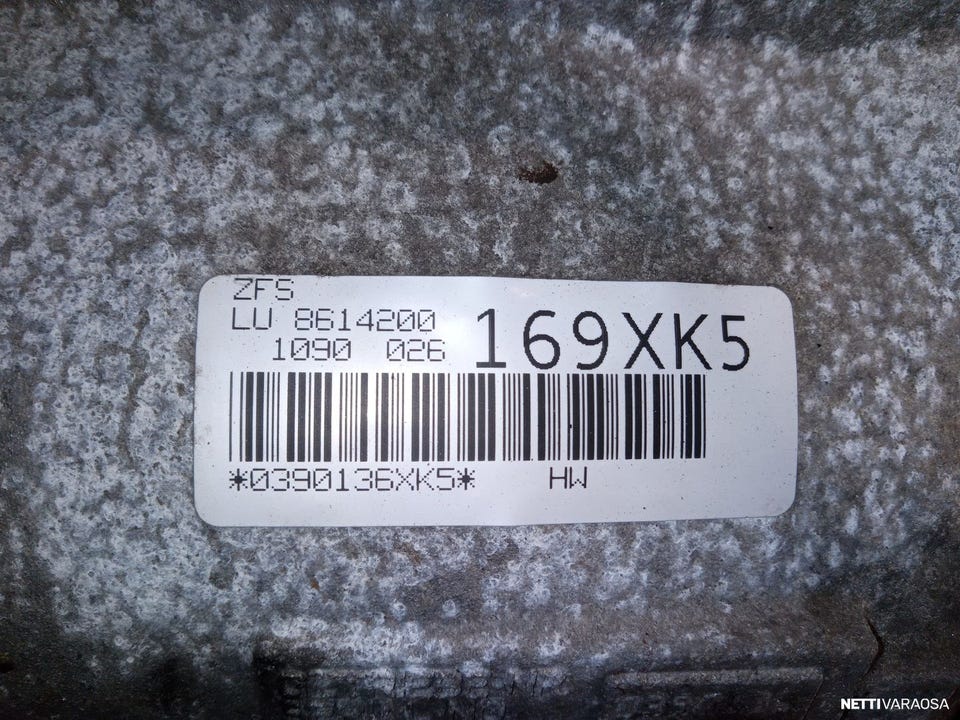 ZFS
LU 8614200
1090 026
169XK5
*0390136XK5* HW
NETTIVARAOSA